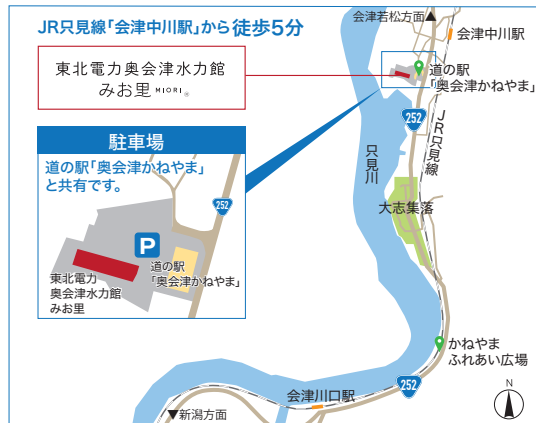 JR只見線「会津中川駅」から徒歩5分
東北電力奥会津水力館
みお里 MIORI ®
駐車場
道の駅「奥会津かねやま」
と共有です。
252
P
道の駅
「奥会津かねやま」
東北電力
奥会津水力館
みお里
会津若松方面▲
会津中川駅
道の駅
「奥会津かねやま」
252
JR只見線
只見川
大志集落
かねやま
ふれあい広場
252
会津川口駅
▼新潟方面
N